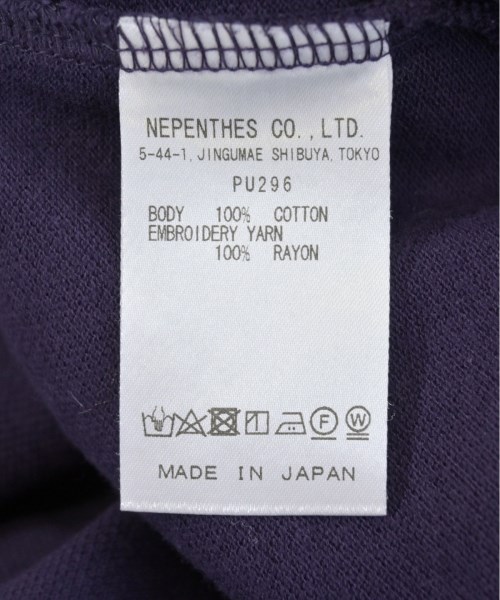 NEPENTHES CO.,LTD.
5-44-1, JINGUMAE SHIBUYA, TOKYO
PU296
BODY 100% COTTON
EMBROIDERY YARN
100% RAYON
F W
MADE IN JAPAN